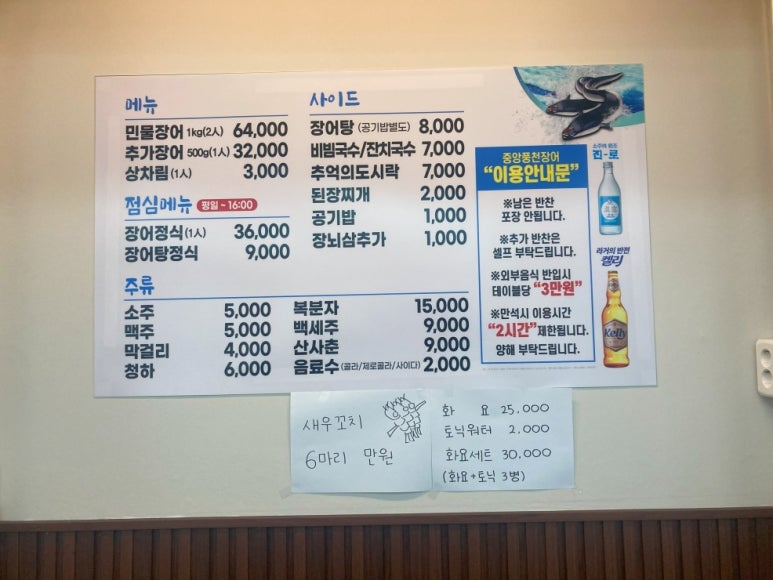 메뉴
민물장어 1kg(2人) 64,000
추가장어 500g(1人) 32,000
상차림 (1人) 3,000
점심메뉴 평일 ~ 16:00
장어정식 (1人) 36,000
장어탕정식 9,000
사이드
장어탕 (공기밥별도) 8,000
비빔국수/잔치국수 7,000
추억의도시락 7,000
된장찌개 2,000
공기밥 1,000
장뇌삼추가 1,000
주류
소주 5,000
맥주 5,000
막걸리 4,000
청하 6,000
복분자 15,000
백세주 9,000
산사춘 9,000
음료수 (콜라/제로콜라/사이다) 2,000
중앙풍천장어
“이용안내문”
※남은 반찬
포장 안됩니다.
※추가 반찬은
셀프 부탁드립니다.
※외부음식 반입시
테이블당 “3만원”
※만석시 이용시간
“2시간” 제한됩니다.
양해 부탁드립니다.
소주의 원조
진-로
라거의 반전
켈리
Kelly
새우꼬치
6마리 만원
화 요 25,000
토닉워터 2,000
화요세트 30,000
(화요+토닉 3병)